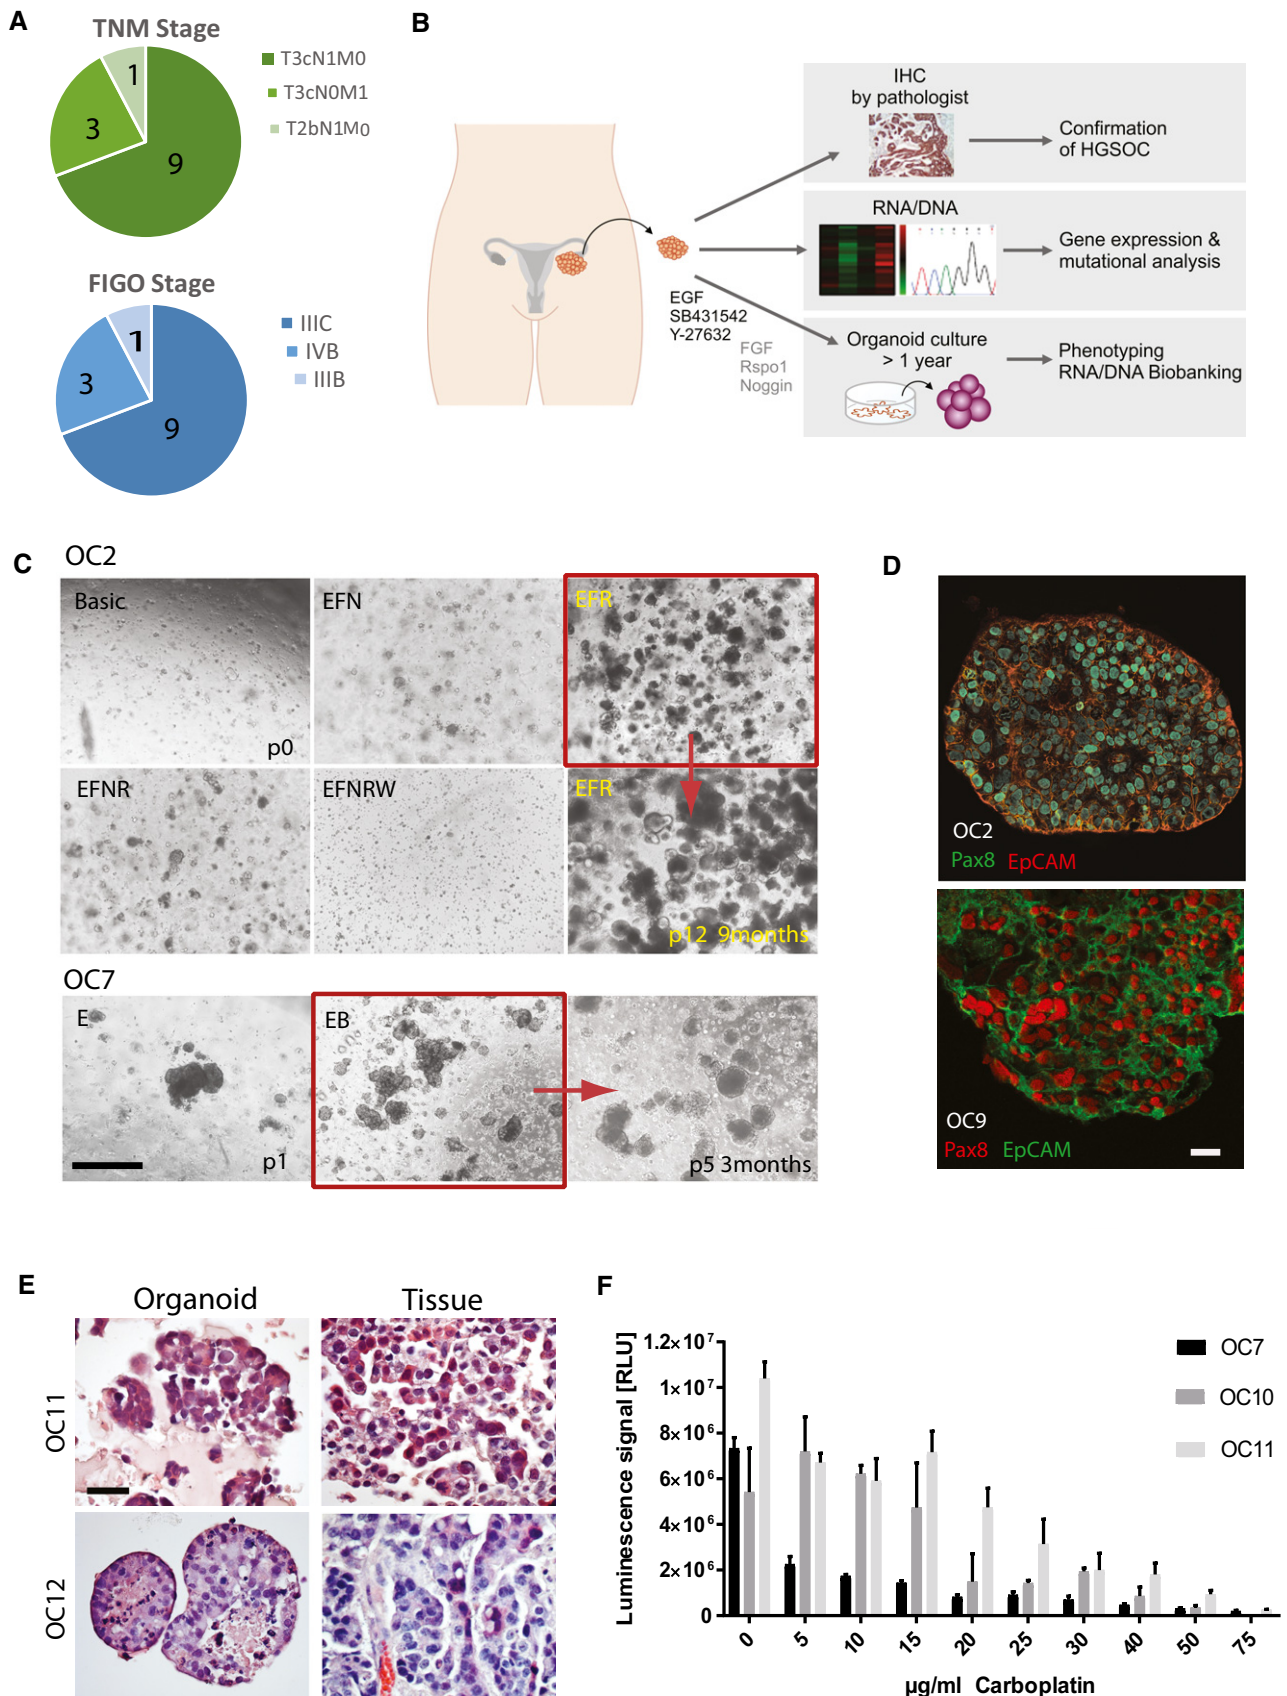 A
TNM Stage
1
3
9
T3cN1M0
T3cN0M1
T2bN1M0
FIGO Stage
1
3
9
IIIC
IVB
IIIB
B
EGF
SB431542
Y-27632
FGF
Rspo1
Noggin
IHC
by pathologist
Confirmation
of HGSOC
RNA/DNA
Gene expression &
mutational analysis
Organoid culture
> 1 year
Phenotyping
RNA/DNA Biobanking
C
OC2
Basic
p0
EFN
EFR
EFNR
EFNRW
EFR
p12 9months
OC7
E
p1
EB
p5 3months
D
OC2
Pax8 EpCAM
OC9
Pax8 EpCAM
E
Organoid
Tissue
OC11
OC12
F
Luminescence signal [RLU]
1.2×10⁷
1×10⁷
8×10⁶
6×10⁶
4×10⁶
2×10⁶
0
OC7
OC10
OC11
0 5 10 15 20 25 30 40 50 75
µg/ml Carboplatin